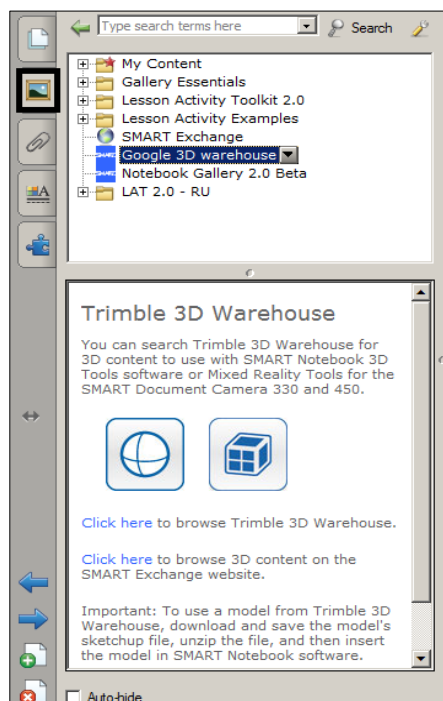 Type search terms here
Search
My Content
Gallery Essentials
Lesson Activity Toolkit 2.0
Lesson Activity Examples
SMART Exchange
Google 3D warehouse
Notebook Gallery 2.0 Beta
LAT 2.0 - RU
A
Trimble 3D Warehouse
You can search Trimble 3D Warehouse for
3D content to use with SMART Notebook 3D
Tools software or Mixed Reality Tools for the
SMART Document Camera 330 and 450.
Click here to browse Trimble 3D Warehouse.
Click here to browse 3D content on the
SMART Exchange website.
Important: To use a model from Trimble 3D
Warehouse, download and save the model's
sketchup file, unzip the file, and then insert
the model in SMART Notebook software.
Auto-hide